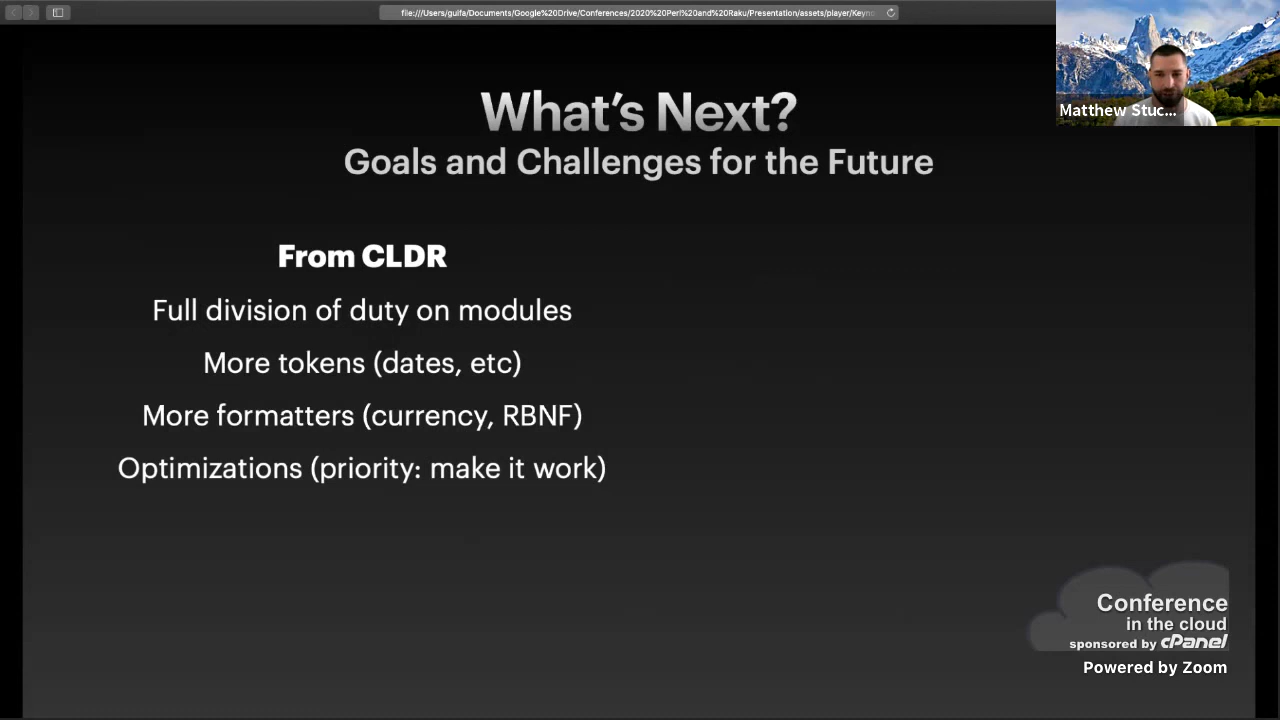 file:///Users/guifa/Documents/Google%20Drive/Conferences/2020%20Perl%20and%20Raku/Presentation/assets/player/Keyno
Matthew Stuc...
What's Next?
Goals and Challenges for the Future
From CLDR
Full division of duty on modules
More tokens (dates, etc)
More formatters (currency, RBNF)
Optimizations (priority: make it work)
Conference
in the cloud
sponsored by cPanel
Powered by Zoom